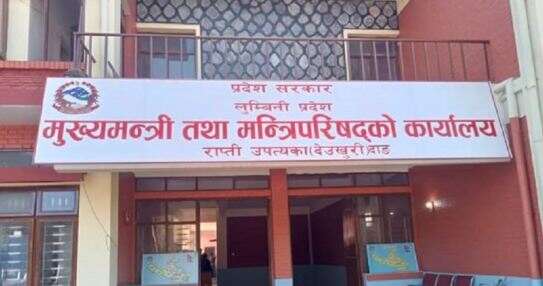 प्रदेश सरकार
लुम्बिनी प्रदेश
मुख्यमन्त्री तथा मन्त्रिपरिषद्को कार्यालय
राप्ती उपत्यका(देउखुरी)दाङ